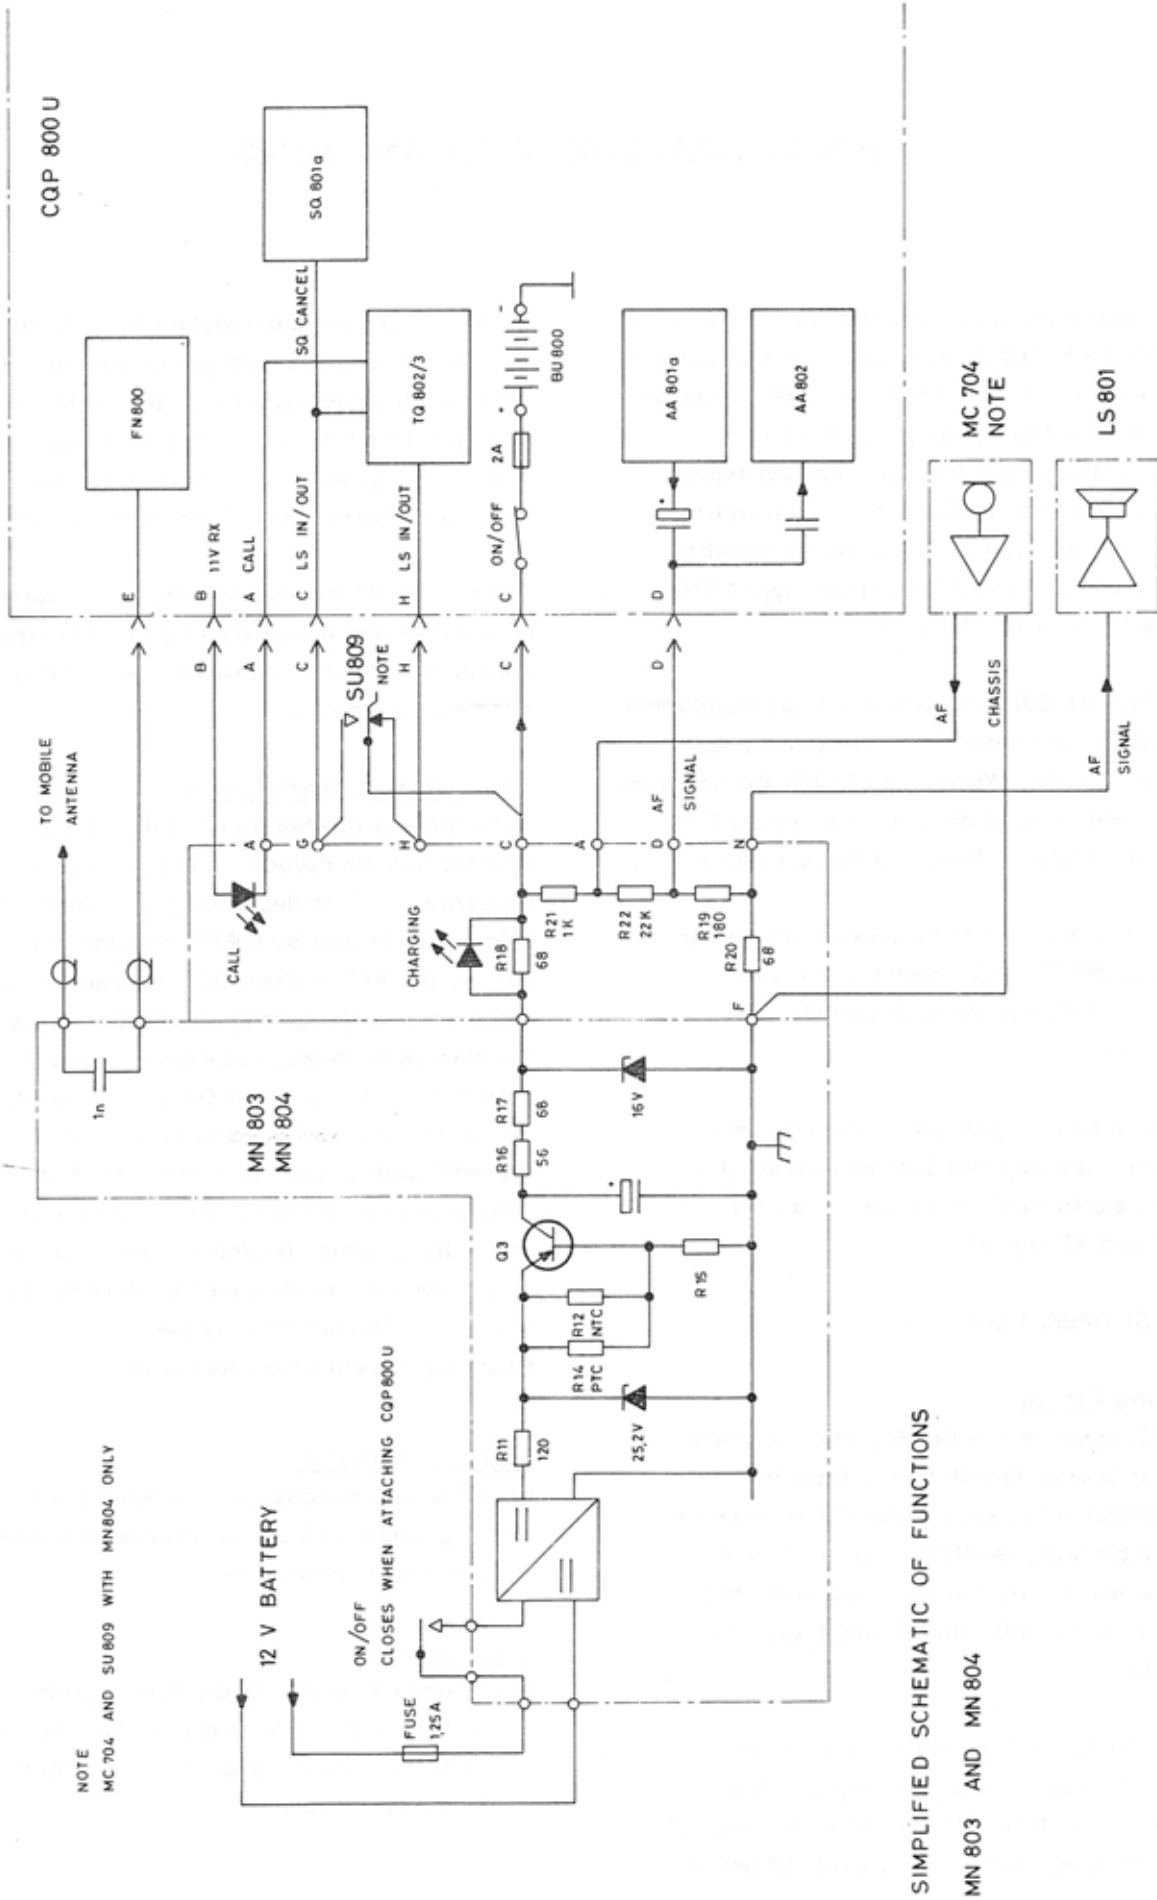 NOTE
MC 704 AND SU 809 WITH MN 804 ONLY
12 V BATTERY
ON/OFF
CLOSES WHEN ATTACHING CQP 800 U
FUSE
1,25A
1n
MN 803
MN 804
TO MOBILE
ANTENNA
CALL
CHARGING
R11
120
25,2 V
R14
PTC
R12
NTC
Q3
R15
R16
56
R17
68
16V
R18
68
R21
1K
R22
22K
R19
180
R20
68
F
A
G
H
C
A
D
N
SU809
NOTE
AF
SIGNAL
AF
CHASSIS
AF
SIGNAL
B
A
C
H
C
D
E
B
A
C
H
C
D
11V RX
CALL
LS IN/OUT
LS IN/OUT
ON/OFF
2A
+
-
BU 800
SQ CANCEL
FN800
SQ 801a
TQ 802/3
AA 801a
AA 802
CQP 800 U
MC 704
NOTE
LS 801
SIMPLIFIED SCHEMATIC OF FUNCTIONS
MN 803 AND MN 804